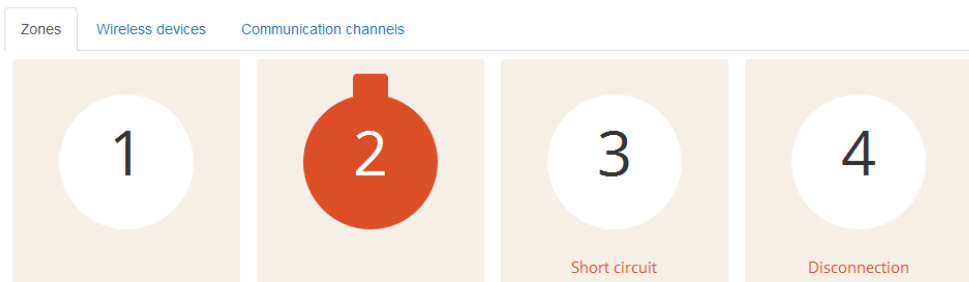 Zones Wireless devices Communication channels
1 2 3 4
Short circuit Disconnection